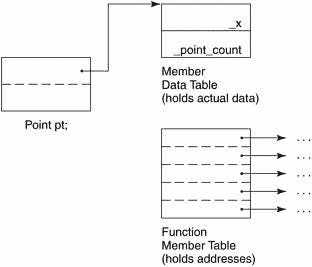 _x
_point_count
Member
Data Table
(holds actual data)
Point pt;
...
...
...
...
...
Function
Member Table
(holds addresses)